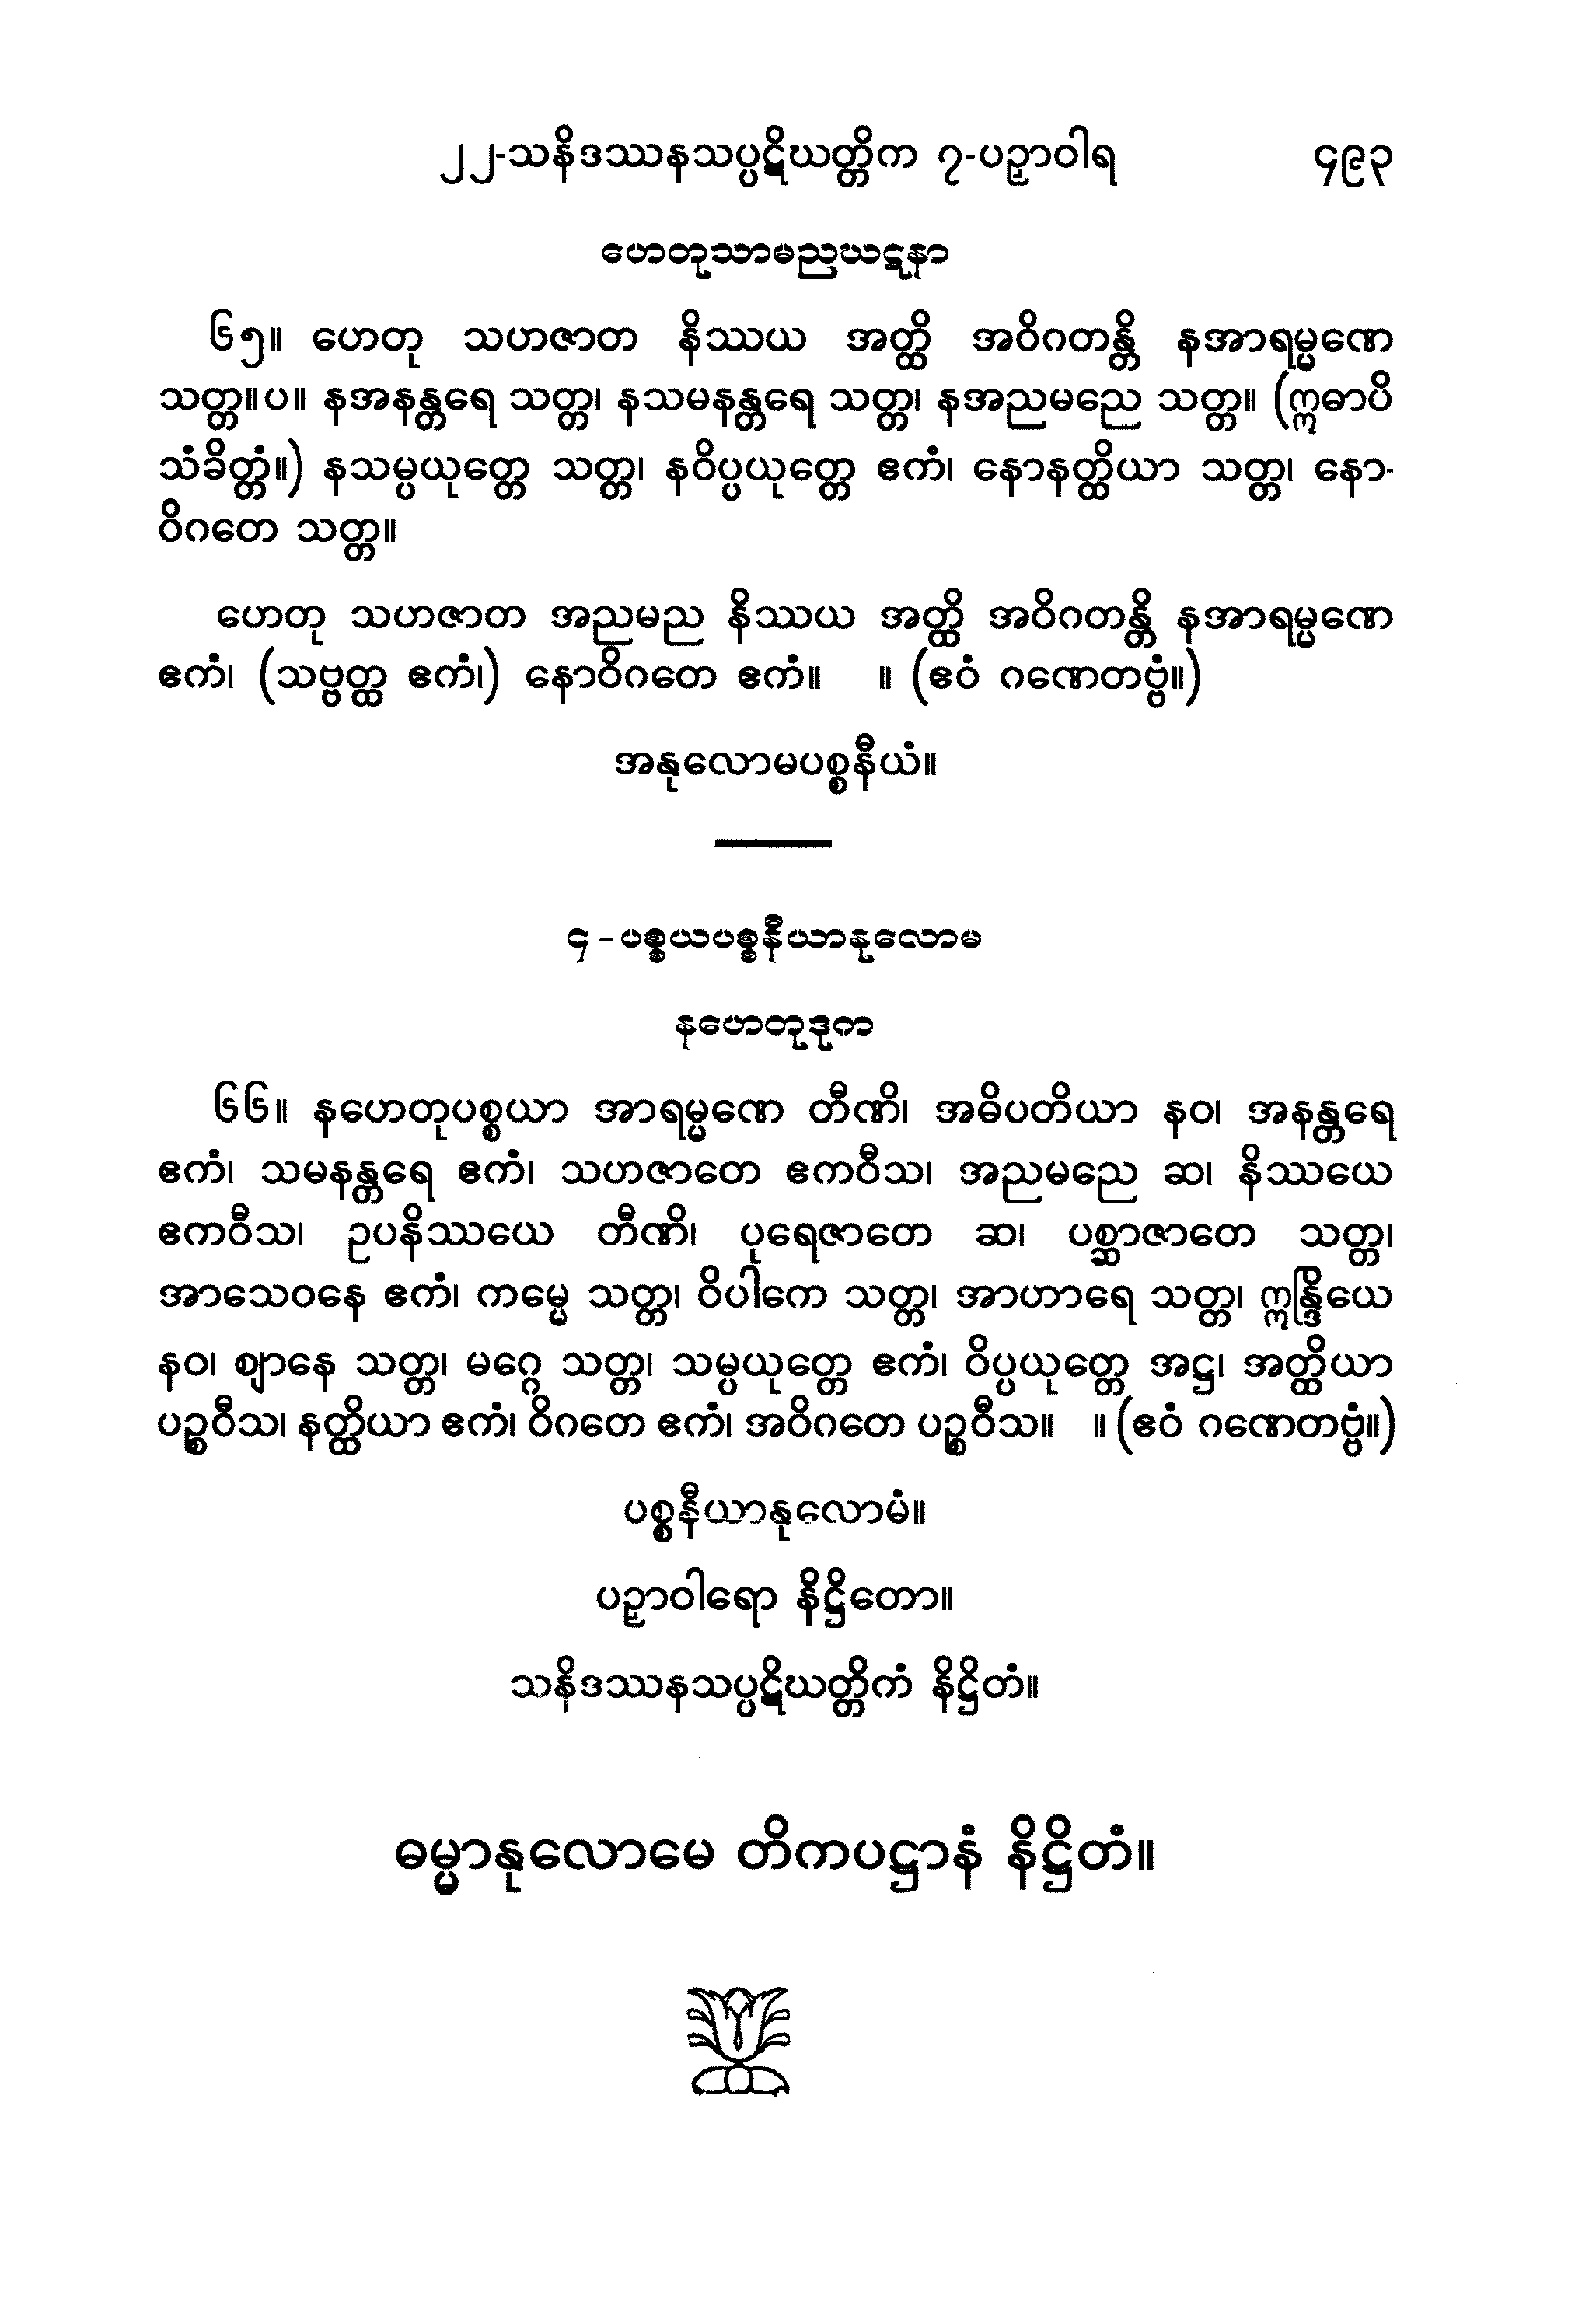 ၂၂-သနိဒဿနသပ္ပဋိဃတ္တိက ၇-ပဉှာဝါရ ၄၉၃
ဟေတုသာမညဃဋနာ
၆၅။ ဟေတု သဟဇာတ နိဿယ အတ္ထိ အဝိဂတန္တိ နအာရမ္မဏေ
သတ္တ။ပ။ နအနန္တရေ သတ္တ၊ နသမနန္တရေ သတ္တ၊ နအညမညေ သတ္တ။ (ဣဓာပိ
သံခိတ္တံ။) နသမ္ပယုတ္တေ သတ္တ၊ နဝိပ္ပယုတ္တေ ဧကံ၊ နောနတ္ထိယာ သတ္တ၊ နော-
ဝိဂတေ သတ္တ။
ဟေတု သဟဇာတ အညမည နိဿယ အတ္ထိ အဝိဂတန္တိ နအာရမ္မဏေ
ဧကံ၊ (သဗ္ဗတ္ထ ဧကံ၊) နောဝိဂတေ ဧကံ။ ။ (ဧဝံ ဂဏေတဗ္ဗံ။)
အနုလောမပစ္စနီယံ။
၄-ပစ္စယပစ္စနီယာနုလောမ
နဟေတုဒုက
၆၆။ နဟေတုပစ္စယာ အာရမ္မဏေ တီဏိ၊ အဓိပတိယာ နဝ၊ အနန္တရေ
ဧကံ၊ သမနန္တရေ ဧကံ၊ သဟဇာတေ ဧကဝီသ၊ အညမညေ ဆ၊ နိဿယေ
ဧကဝီသ၊ ဥပနိဿယေ တီဏိ၊ ပုရေဇာတေ ဆ၊ ပစ္ဆာဇာတေ သတ္တ၊
အာသေဝနေ ဧကံ၊ ကမ္မေ သတ္တ၊ ဝိပါကေ သတ္တ၊ အာဟာရေ သတ္တ၊ ဣန္ဒြိယေ
နဝ၊ ဈာနေ သတ္တ၊ မဂ္ဂေ သတ္တ၊ သမ္ပယုတ္တေ ဧကံ၊ ဝိပ္ပယုတ္တေ အဋ္ဌ၊ အတ္ထိယာ
ပဉ္စဝီသ၊ နတ္ထိယာ ဧကံ၊ ဝိဂတေ ဧကံ၊ အဝိဂတေ ပဉ္စဝီသ။ ။ (ဧဝံ ဂဏေတဗ္ဗံ။)
ပစ္စနီယာနုလောမံ။
ပဉှာဝါရော နိဋ္ဌိတော။
သနိဒဿနသပ္ပဋိဃတ္တိကံ နိဋ္ဌိတံ။
ဓမ္မာနုလောမေ တိကပဋ္ဌာနံ နိဋ္ဌိတံ။